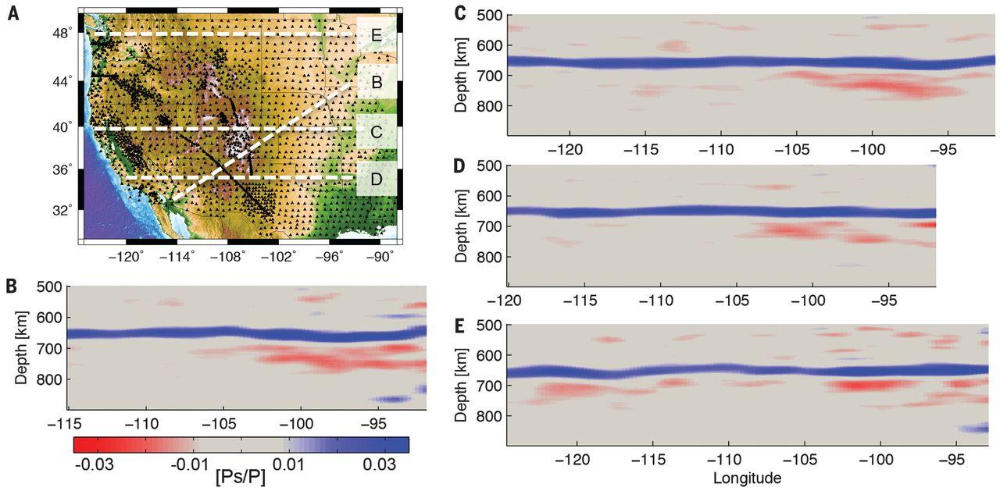 A
48°
44°
40°
36°
32°
E
B
C
D
−120° −114° −108° −102° −96° −90°
B
500
600
700
800
Depth [km]
−115 −110 −105 −100 −95
-0.03 -0.01 0.01 0.03
[Ps/P]
C
500
600
700
800
Depth [km]
−120 −115 −110 −105 −100 −95
D
500
600
700
800
Depth [km]
−120 −115 −110 −105 −100 −95
E
500
600
700
800
Depth [km]
−120 −115 −110 −105 −100 −95
Longitude